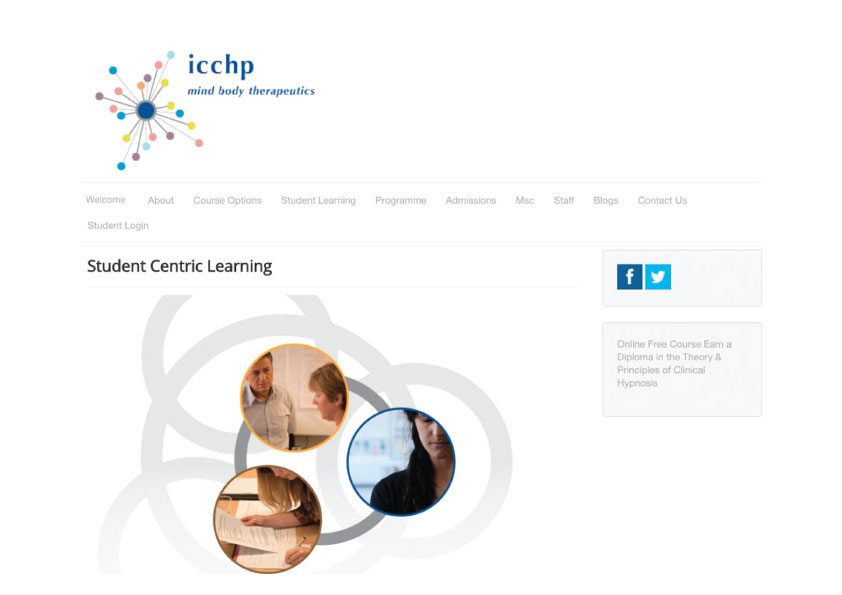 icchp
mind body therapeutics
Welcome About Course Options Student Learning Programme Admissions Msc Staff Blogs Contact Us
Student Login
Student Centric Learning
f
Online Free Course Earn a
Diploma in the Theory &
Principles of Clinical
Hypnosis